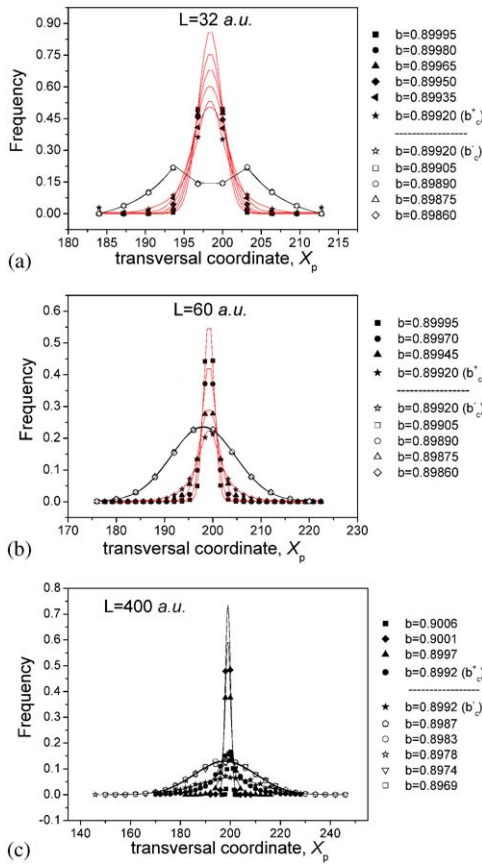 L=32 a.u.
Frequency
0.90
0.75
0.60
0.45
0.30
0.15
0.00
180 185 190 195 200 205 210 215
transversal coordinate, Xp
(a)
b=0.89995
b=0.89980
b=0.89965
b=0.89950
b=0.89935
b=0.89920 (b+c)
-----------------
b=0.89920 (b-c)
b=0.89905
b=0.89890
b=0.89875
b=0.89860
L=60 a.u.
Frequency
0.6
0.5
0.4
0.3
0.2
0.1
0.0
170 180 190 200 210 220 230
transversal coordinate, Xp
(b)
b=0.89995
b=0.89970
b=0.89945
b=0.89920 (b+c)
-----------------
b=0.89920 (b-c)
b=0.89905
b=0.89890
b=0.89875
b=0.89860
L=400 a.u.
Frequency
0.8
0.7
0.6
0.5
0.4
0.3
0.2
0.1
0.0
-0.1
140 160 180 200 220 240
transversal coordinate, Xp
(c)
b=0.9006
b=0.9001
b=0.8997
b=0.8992 (b+c)
-----------------
b=0.8992 (b-c)
b=0.8987
b=0.8983
b=0.8978
b=0.8974
b=0.8969